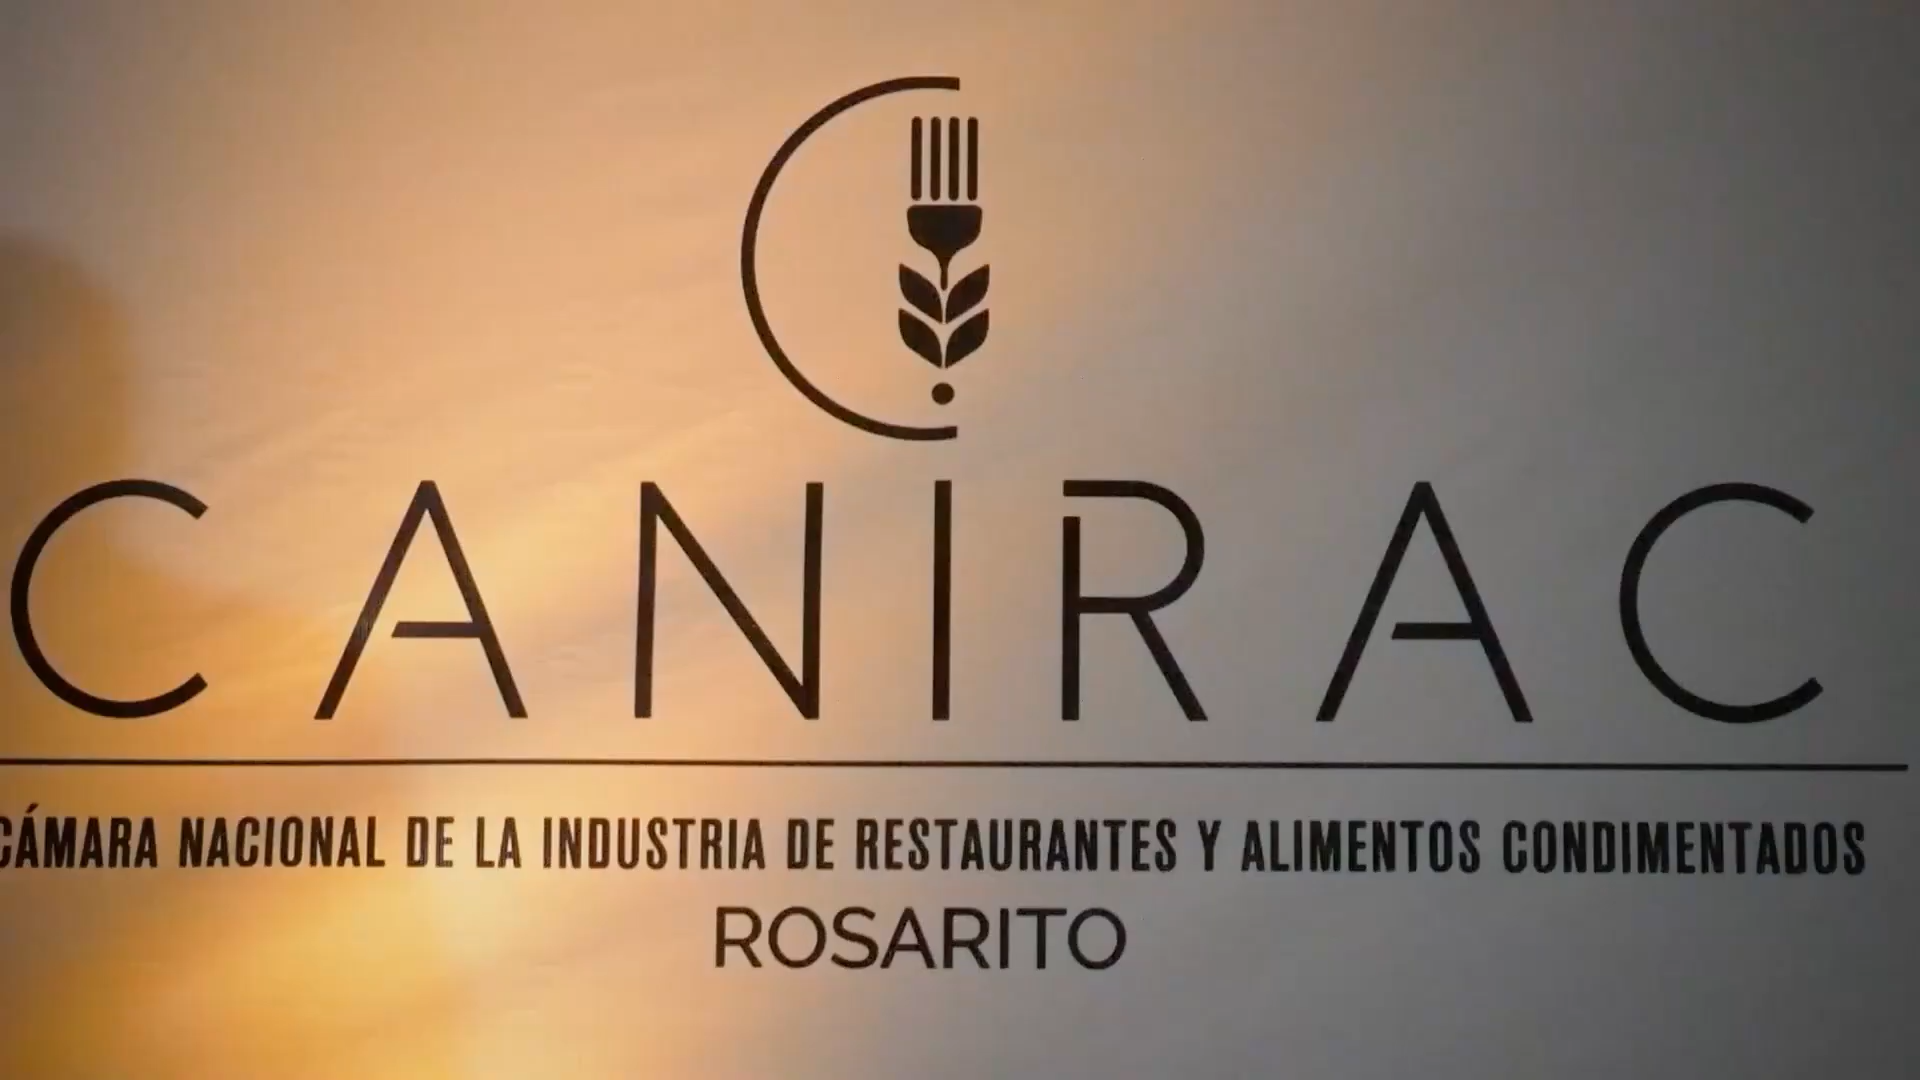 CANIRAC
CÁMARA NACIONAL DE LA INDUSTRIA DE RESTAURANTES Y ALIMENTOS CONDIMENTADOS
ROSARITO